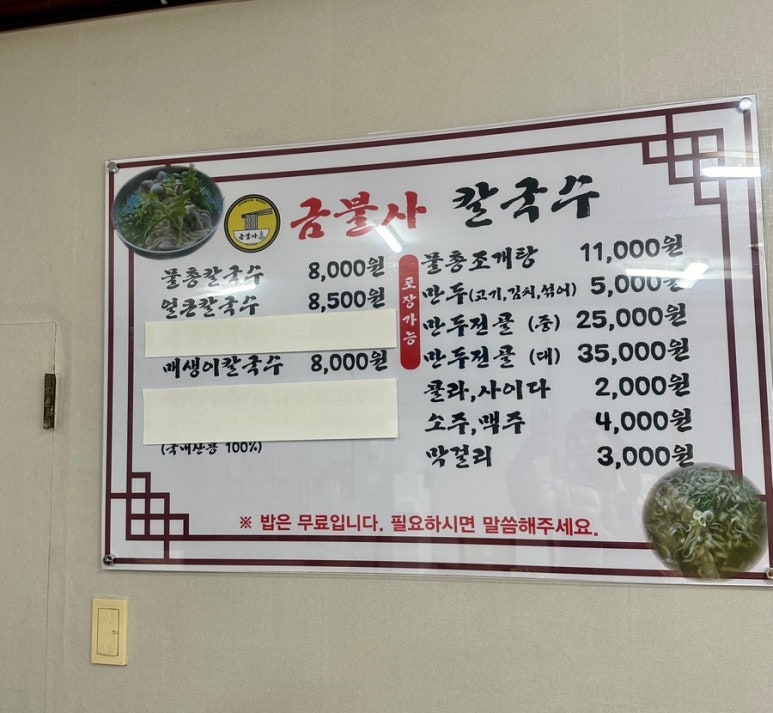 금불사 칼국수
금불사
물총칼국수 8,000원
얼큰칼국수 8,500원
매생이칼국수 8,000원
(국내산콩 100%)
포장가능
물총조개탕 11,000원
만두(고기,김치,섞어) 5,000원
만두전골 (중) 25,000원
만두전골 (대) 35,000원
콜라,사이다 2,000원
소주,맥주 4,000원
막걸리 3,000원
※ 밥은 무료입니다. 필요하시면 말씀해주세요.